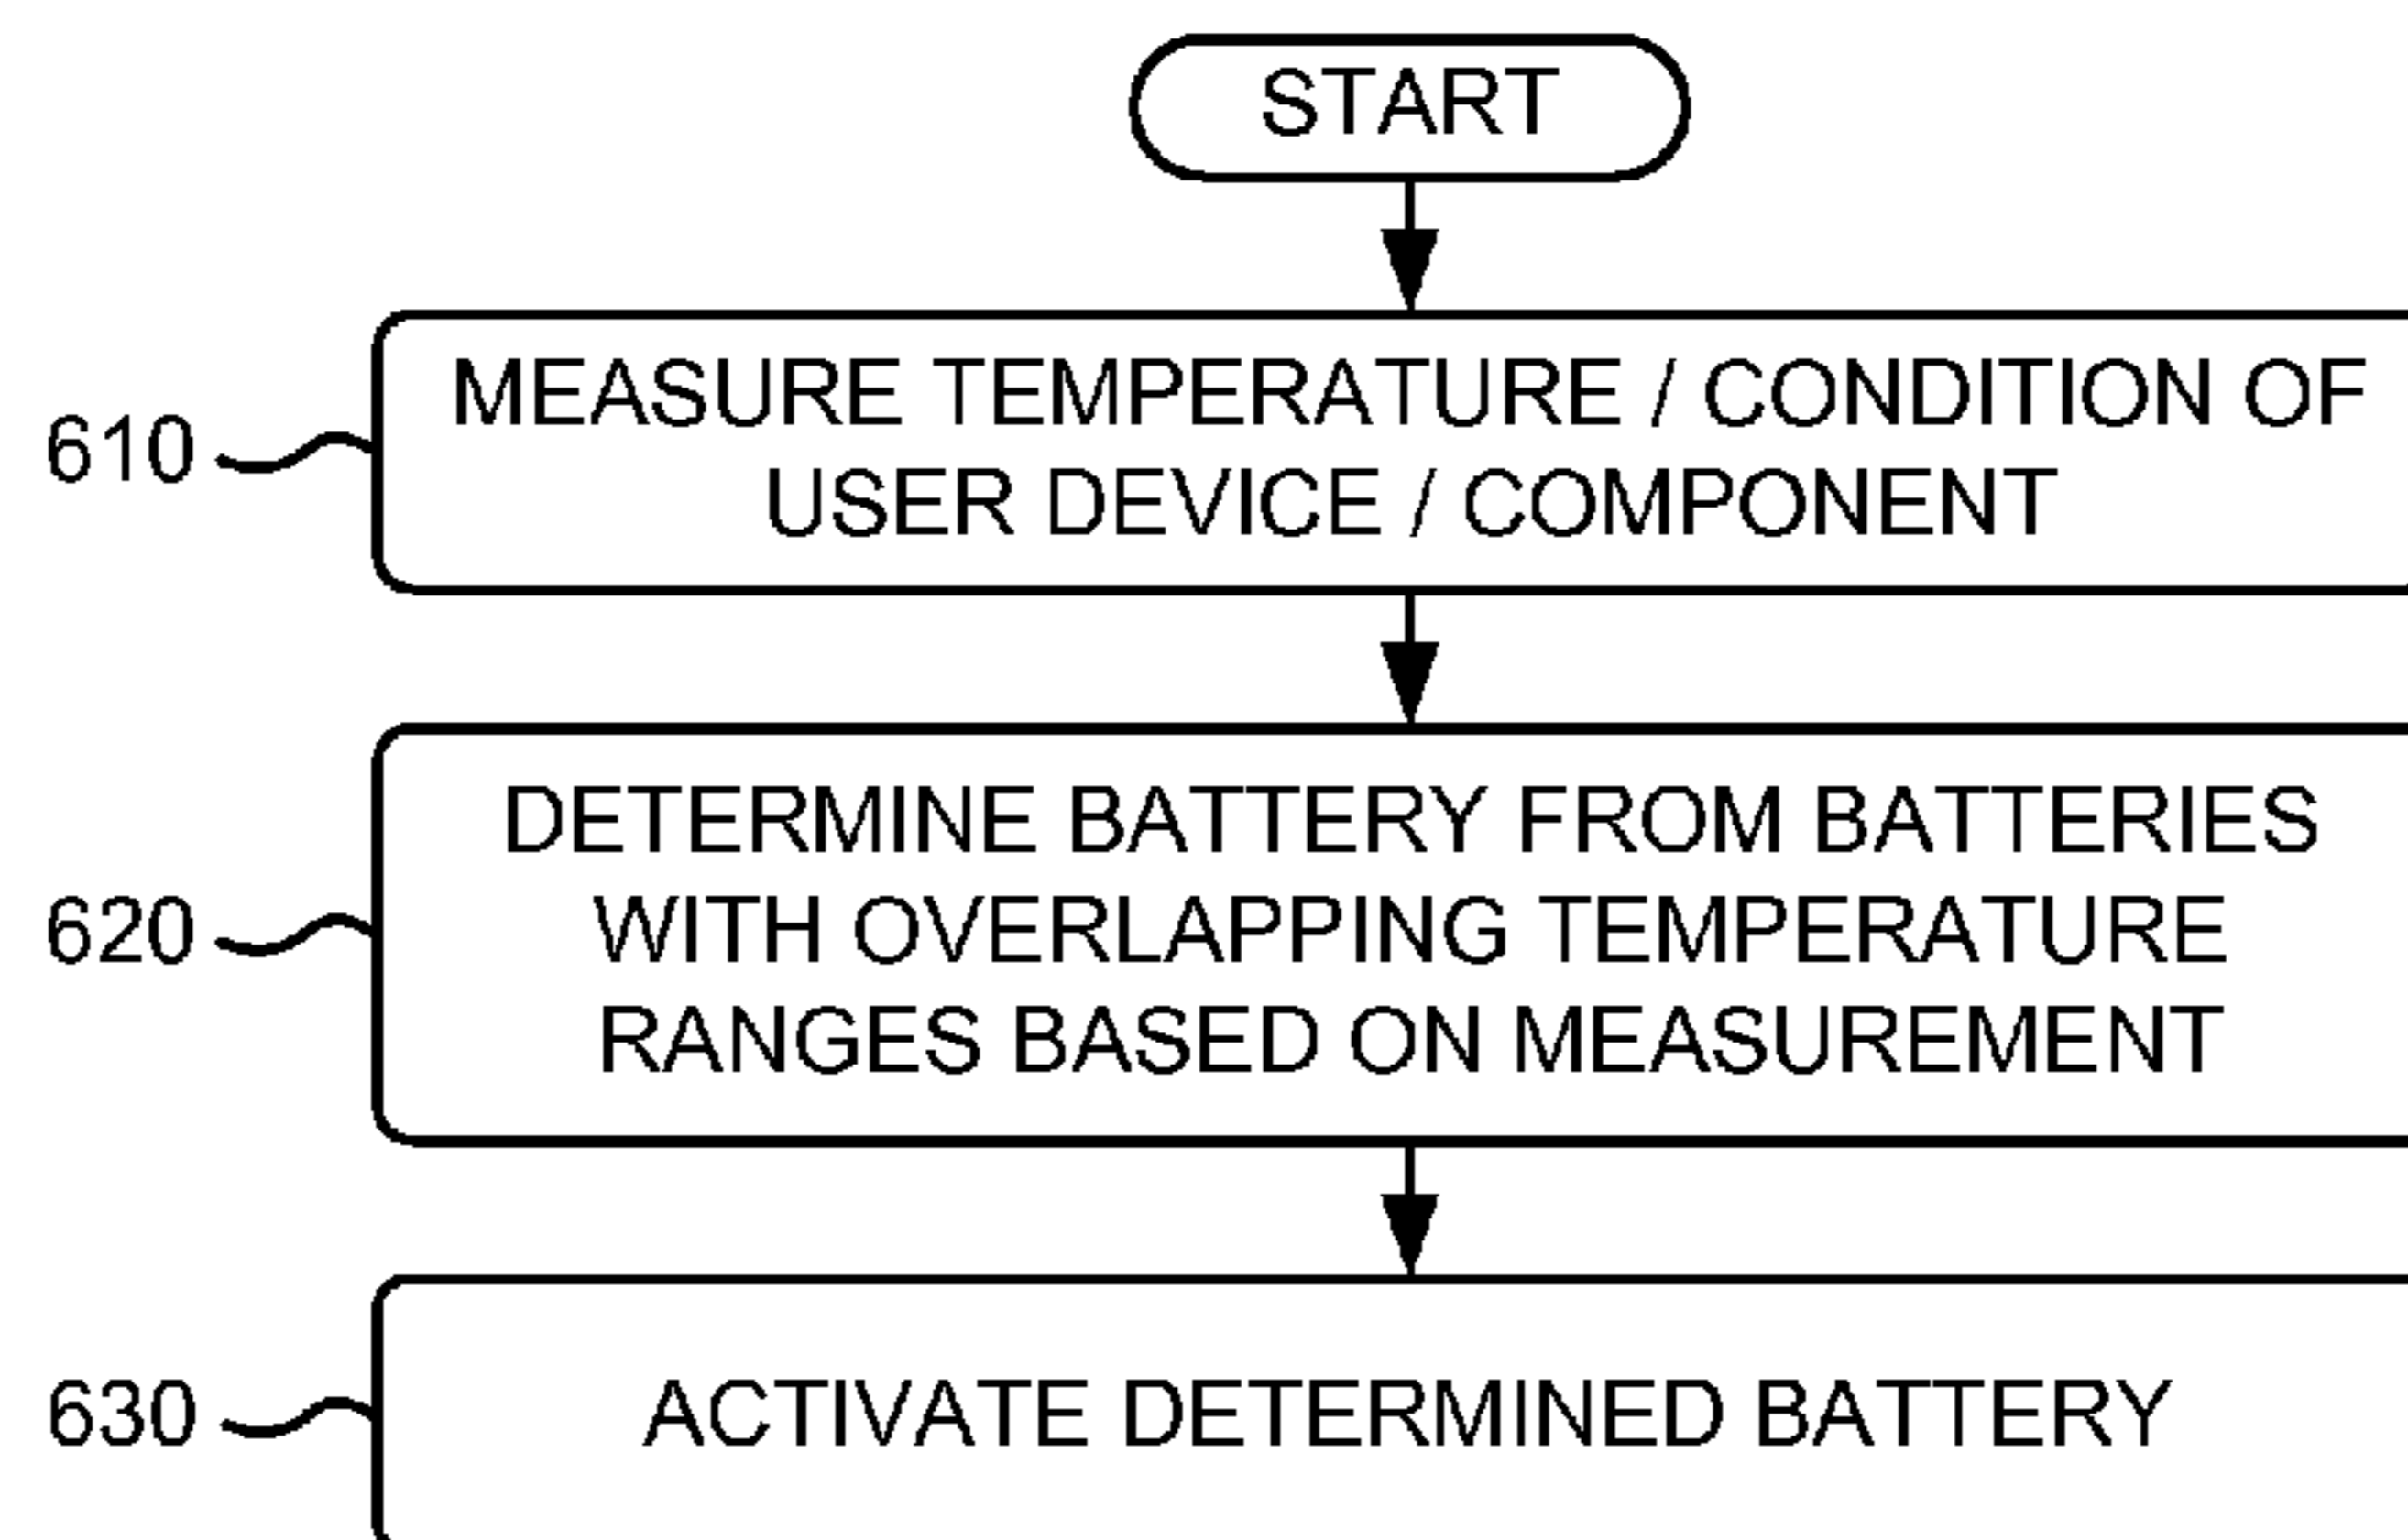 START
MEASURE TEMPERATURE / CONDITION OF
610
USER DEVICE / COMPONENT
DETERMINE BATTERY FROM BATTERIES
620
WITH OVERLAPPING TEMPERATURE
RANGES BASED ON MEASUREMENT
630
ACTIVATE DETERMINED BATTERY